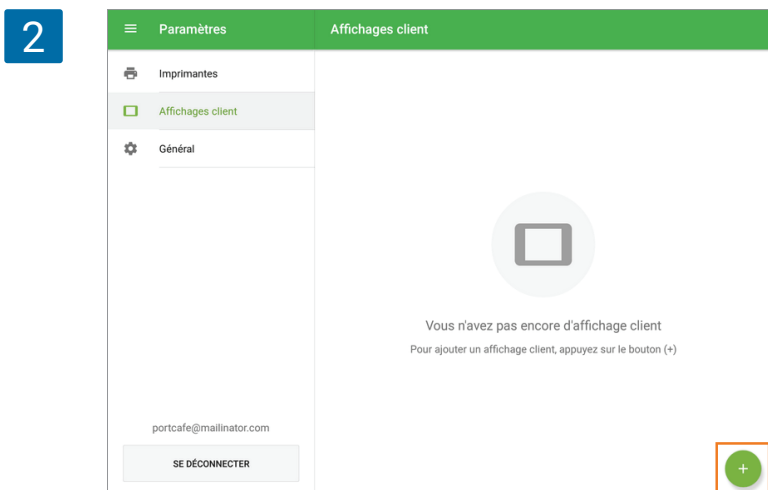 2
Paramètres
Affichages client
Imprimantes
Affichages client
Général
Vous n'avez pas encore d'affichage client
Pour ajouter un affichage client, appuyez sur le bouton (+)
portcafe@mailinator.com
SE DÉCONNECTER
+